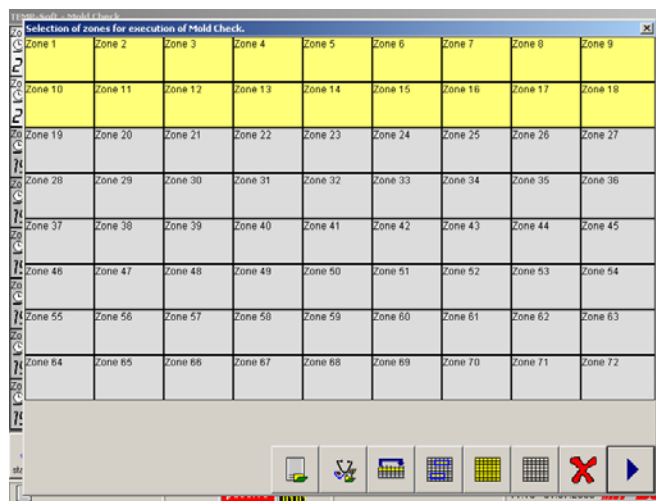 TEMP-Soft - Mold Check
Selection of zones for execution of Mold Check.
Zone 1 Zone 2 Zone 3 Zone 4 Zone 5 Zone 6 Zone 7 Zone 8 Zone 9
Zone 10 Zone 11 Zone 12 Zone 13 Zone 14 Zone 15 Zone 16 Zone 17 Zone 18
Zone 19 Zone 20 Zone 21 Zone 22 Zone 23 Zone 24 Zone 25 Zone 26 Zone 27
Zone 28 Zone 29 Zone 30 Zone 31 Zone 32 Zone 33 Zone 34 Zone 35 Zone 36
Zone 37 Zone 38 Zone 39 Zone 40 Zone 41 Zone 42 Zone 43 Zone 44 Zone 45
Zone 46 Zone 47 Zone 48 Zone 49 Zone 50 Zone 51 Zone 52 Zone 53 Zone 54
Zone 55 Zone 56 Zone 57 Zone 58 Zone 59 Zone 60 Zone 61 Zone 62 Zone 63
Zone 64 Zone 65 Zone 66 Zone 67 Zone 68 Zone 69 Zone 70 Zone 71 Zone 72